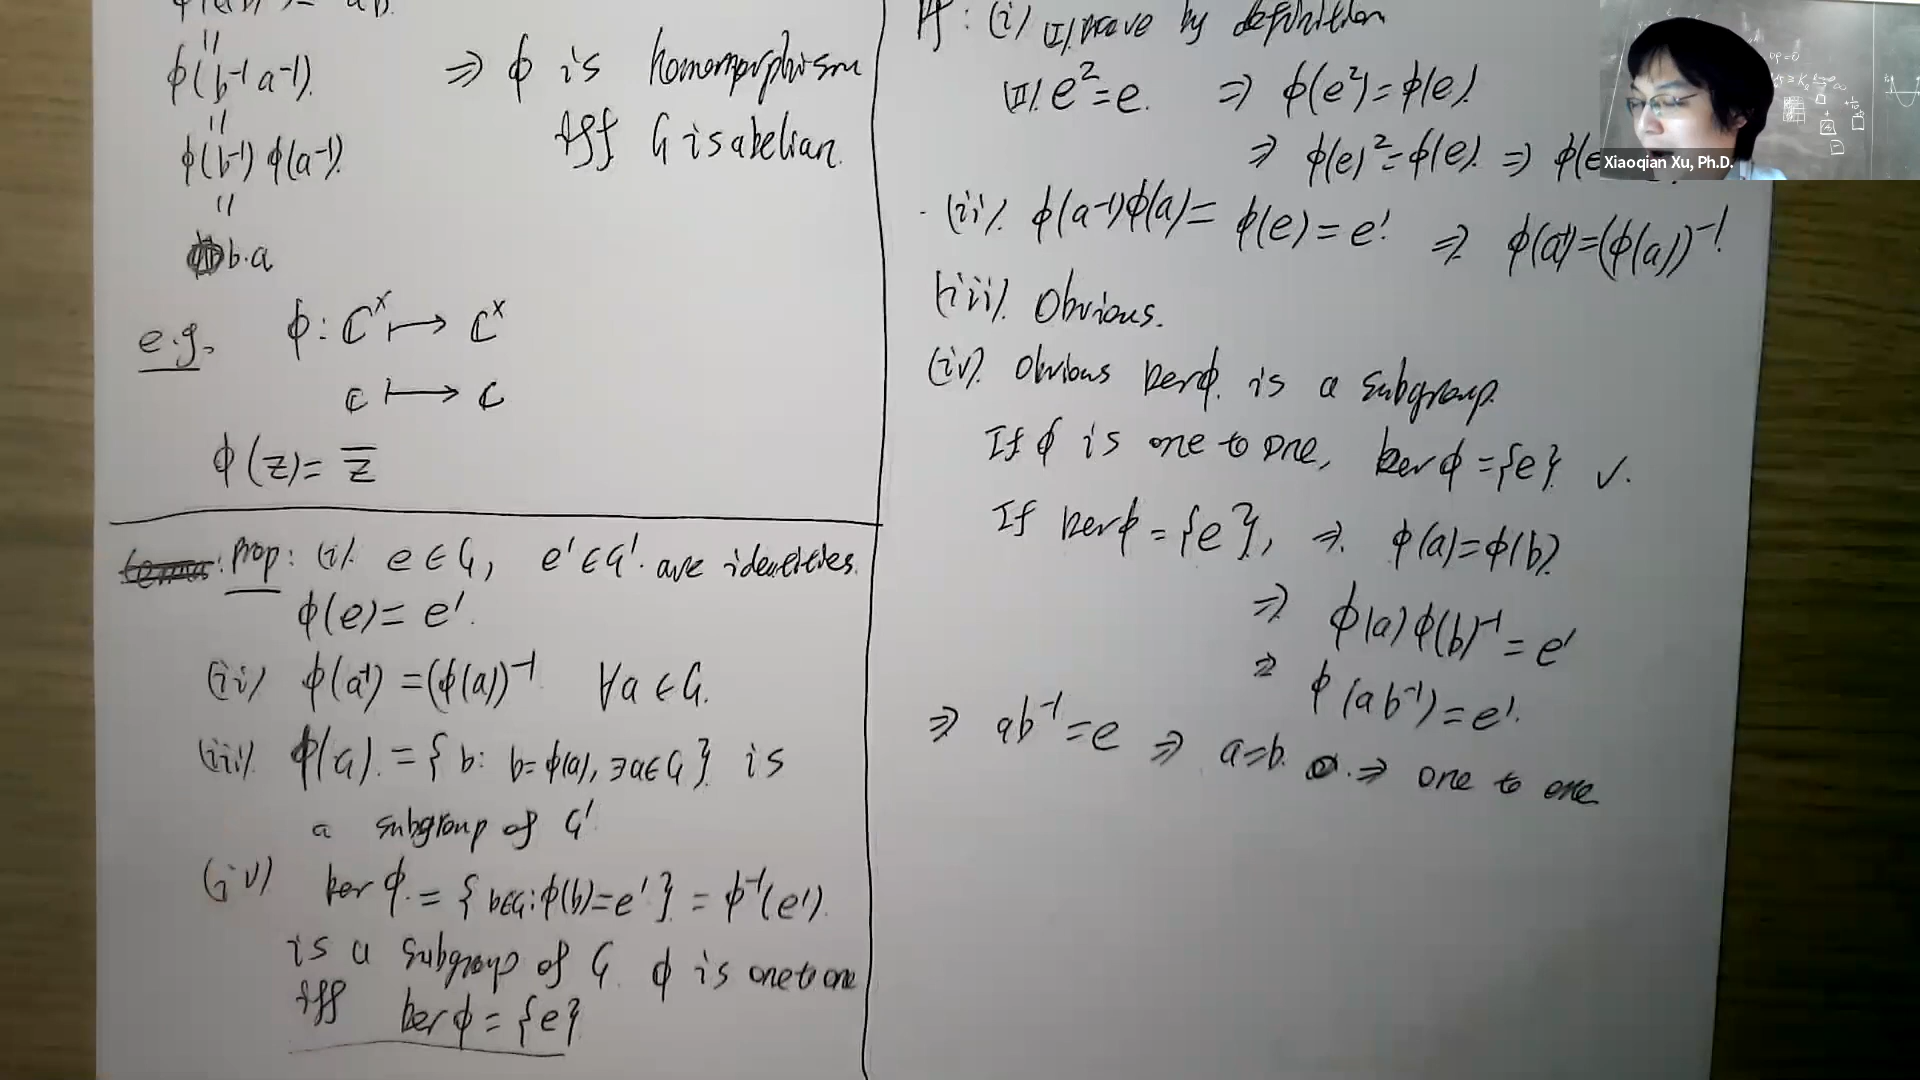 φ(b⁻¹a⁻¹).
"
φ(b⁻¹)φ(a⁻¹).
"
b·a
⇒ φ is homomorphism
iff G is abelian.
e.g. φ: C^× ↦ C^×
C ↦ C
φ(z) = z̄
Prop: (i). e ∈ G, e' ∈ G' are identities.
φ(e) = e'.
(ii) φ(a⁻¹) = (φ(a))⁻¹ ∀a ∈ G.
(iii). φ(G). = {b: b = φ(a), ∃a∈G} is
a subgroup of G'
(iv) ker φ. = {b∈G: φ(b) = e'} = φ⁻¹(e').
is a subgroup of G. φ is one to one
iff ker φ = {e}
Pf: (i) (I). Prove by definition
(II). e² = e. ⇒ φ(e²) = φ(e).
⇒ φ(e)² = φ(e). ⇒ φ(e
(ii). φ(a⁻¹)φ(a) = φ(e) = e'. ⇒ φ(a⁻¹) = (φ(a))⁻¹.
(iii). Obvious.
(iv). Obvious ker φ. is a subgroup.
If φ is one to one, ker φ = {e} ✓.
If ker φ = {e}, ⇒. φ(a) = φ(b).
⇒ φ(a)φ(b)⁻¹ = e'
⇒ φ(ab⁻¹) = e'.
⇒ ab⁻¹ = e ⇒ a = b. ⇒ one to one
Xiaoqian Xu, Ph.D.